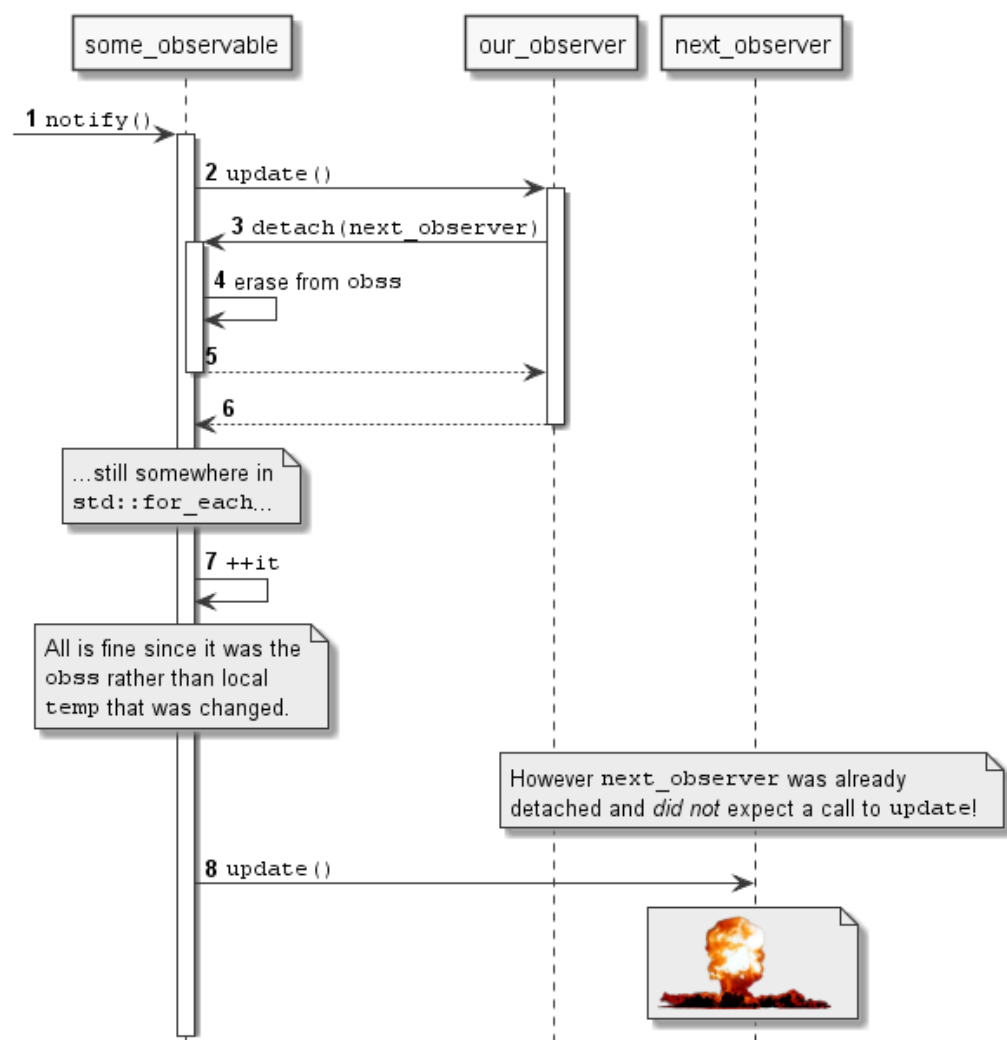 some_observable
our_observer
next_observer
1 notify()
2 update()
3 detach(next_observer)
4 erase from obss
5
6
...still somewhere in
std::for_each...
7 ++it
All is fine since it was the
obss rather than local
temp that was changed.
However next_observer was already
detached and did not expect a call to update!
8 update()